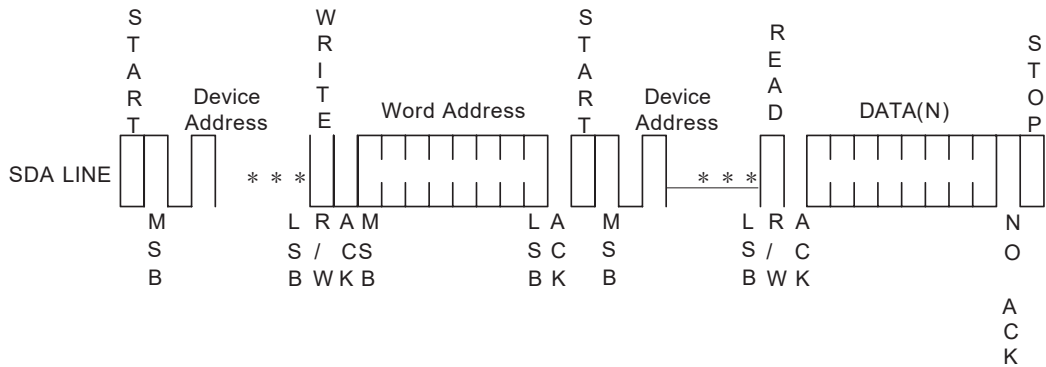 START
WRITE
START
READ
STOP
Device
Address
Word Address
Device
Address
DATA(N)
SDA LINE
* * *
* * *
MSB
LSB
R/W
ACK
MSB
LSB
ACK
MSB
LSB
R/W
ACK
NO ACK